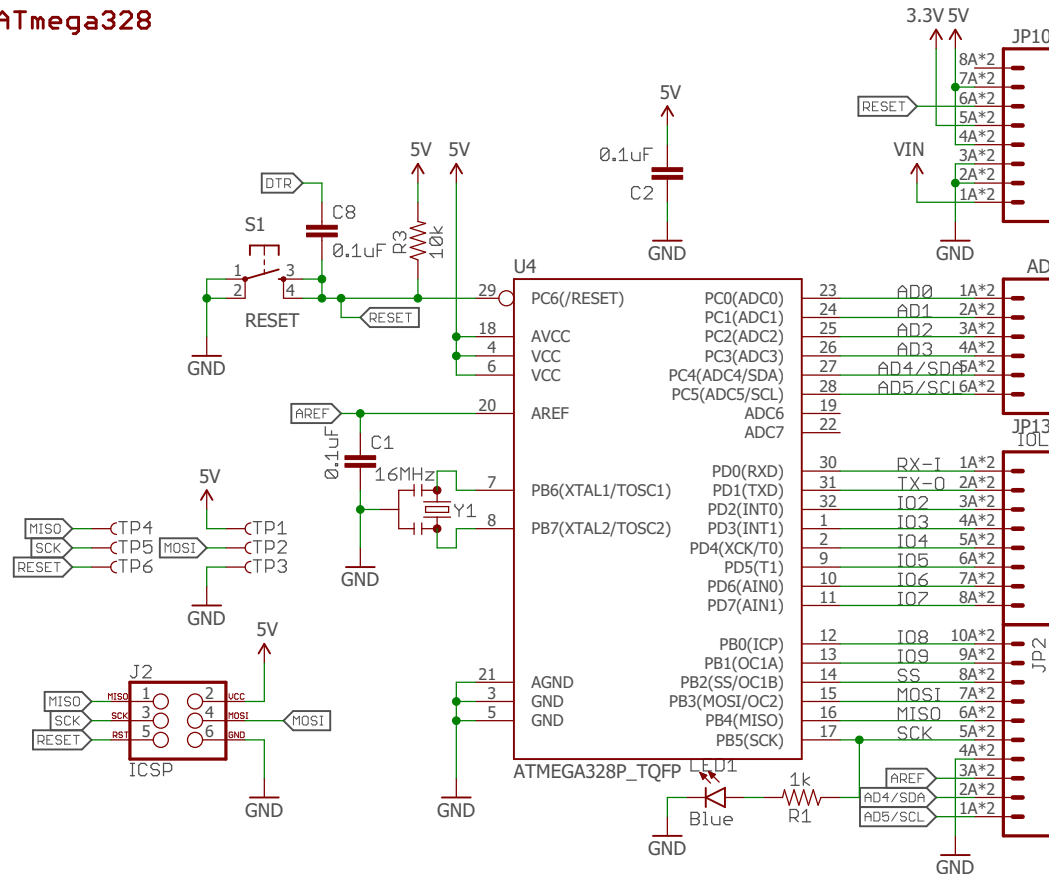 ATmega328
3.3V 5V
JP10
8A*2
7A*2
RESET 6A*2
5A*2
4A*2
VIN 3A*2
2A*2
1A*2
GND
5V
0.1uF
C2
GND
5V 5V
DTR
C8
0.1uF
R3
10k
S1
1 3
2 4
RESET
RESET
GND
U4
29 PC6(/RESET)
18 AVCC
4 VCC
6 VCC
20 AREF
7 PB6(XTAL1/TOSC1)
8 PB7(XTAL2/TOSC2)
21 AGND
3 GND
5 GND
PC0(ADC0) 23 AD0 1A*2
PC1(ADC1) 24 AD1 2A*2
PC2(ADC2) 25 AD2 3A*2
PC3(ADC3) 26 AD3 4A*2
PC4(ADC4/SDA) 27 AD4/SDA 5A*2
PC5(ADC5/SCL) 28 AD5/SCL 6A*2
ADC6 19
ADC7 22
AD
JP13
IOL
PD0(RXD) 30 RX-I 1A*2
PD1(TXD) 31 TX-O 2A*2
PD2(INT0) 32 IO2 3A*2
PD3(INT1) 1 IO3 4A*2
PD4(XCK/T0) 2 IO4 5A*2
PD5(T1) 9 IO5 6A*2
PD6(AIN0) 10 IO6 7A*2
PD7(AIN1) 11 IO7 8A*2
PB0(ICP) 12 IO8 10A*2
PB1(OC1A) 13 IO9 9A*2
PB2(SS/OC1B) 14 SS 8A*2
PB3(MOSI/OC2) 15 MOSI 7A*2
PB4(MISO) 16 MISO 6A*2
PB5(SCK) 17 SCK 5A*2
4A*2
AREF 3A*2
AD4/SDA 2A*2
AD5/SCL 1A*2
JP2
GND
ATMEGA328P_TQFP
LED1
Blue
1k
R1
GND
AREF
0.1uF
C1
16MHz
Y1
GND
GND
5V
MISO TP4 TP1
SCK TP5 MOSI TP2
RESET TP6 TP3
GND
5V
J2
MISO MISO 1 2 VCC
SCK SCK 3 4 MOSI MOSI
RESET RST 5 6 GND
ICSP
GND